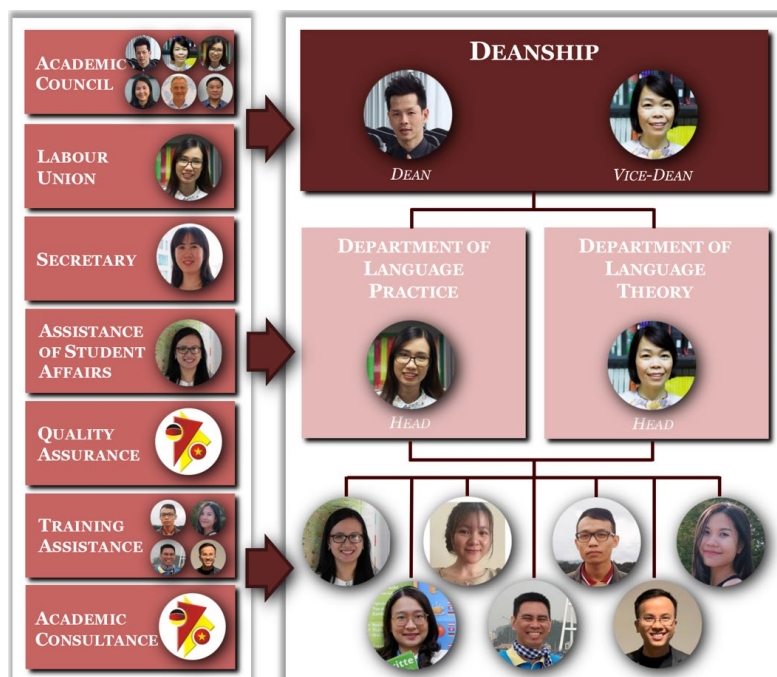 ACADEMIC
COUNCIL
LABOUR
UNION
SECRETARY
ASSISTANCE
OF STUDENT
AFFAIRS
QUALITY
ASSURANCE
TRAINING
ASSISTANCE
ACADEMIC
CONSULTANCE
DEANSHIP
DEAN
VICE-DEAN
DEPARTMENT OF
LANGUAGE
PRACTICE
HEAD
DEPARTMENT OF
LANGUAGE
THEORY
HEAD